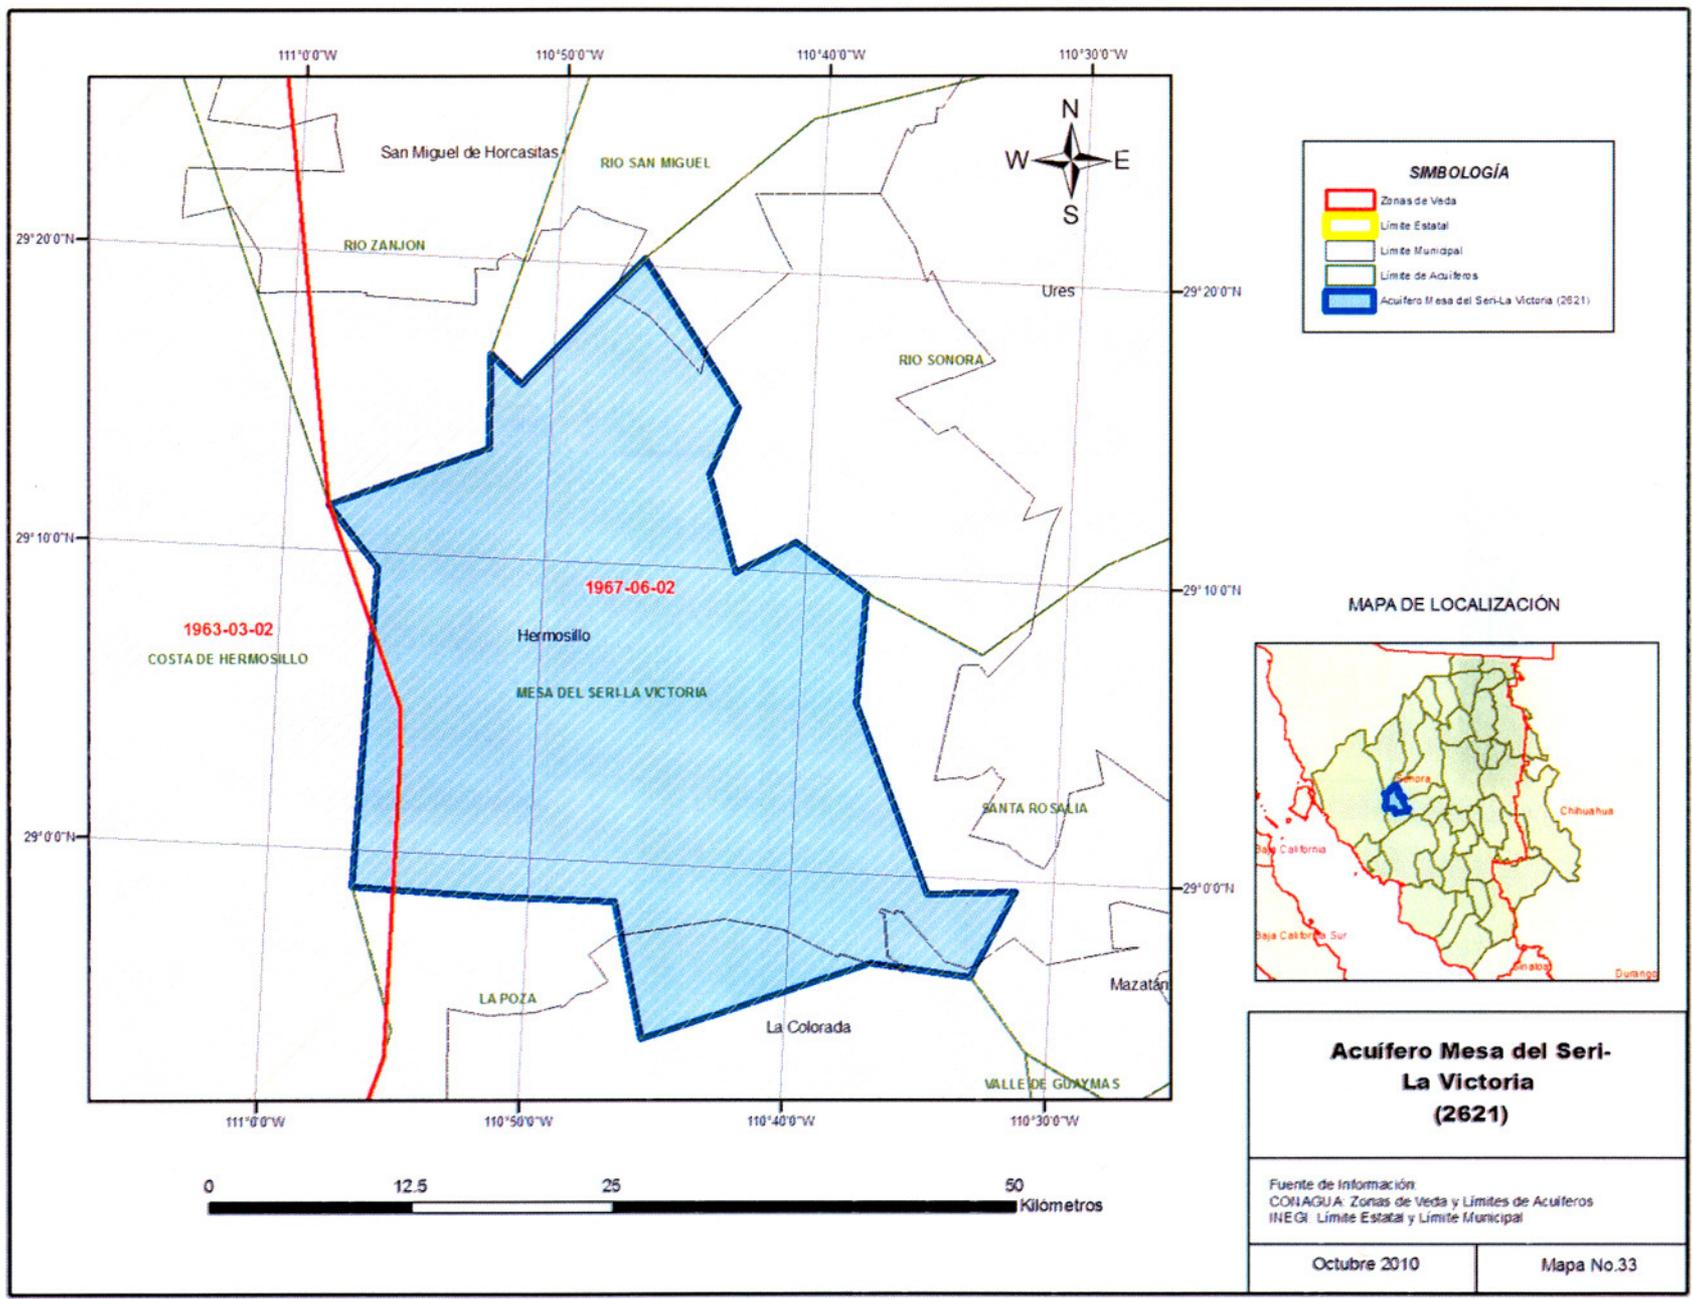 111°0'0"W
110°50'0"W
110°40'0"W
110°30'0"W
N
W E
S
San Miguel de Horcasitas
RIO SAN MIGUEL
29°20'0"N
RIO ZANJON
Ures
29°20'0"N
RIO SONORA
29°10'0"N
1967-06-02
29°10'0"N
1963-03-02
Hermosillo
COSTA DE HERMOSILLO
MESA DEL SERI-LA VICTORIA
SANTA ROSALIA
29°0'0"N
29°0'0"N
Mazatán
LA POZA
La Colorada
VALLE DE GUAYMAS
111°0'0"W
110°50'0"W
110°40'0"W
110°30'0"W
0 12.5 25 50
Kilómetros
SIMBOLOGÍA
Zonas de Veda
Límite Estatal
Límite Municipal
Límite de Acuíferos
Acuífero Mesa del Seri-La Victoria (2621)
MAPA DE LOCALIZACIÓN
Sonora
Chihuahua
Baja California
Baja California Sur
Sinaloa
Durango
Acuífero Mesa del Seri-
La Victoria
(2621)
Fuente de Información:
CONAGUA: Zonas de Veda y Límites de Acuíferos
INEGI: Límite Estatal y Límite Municipal
Octubre 2010
Mapa No.33